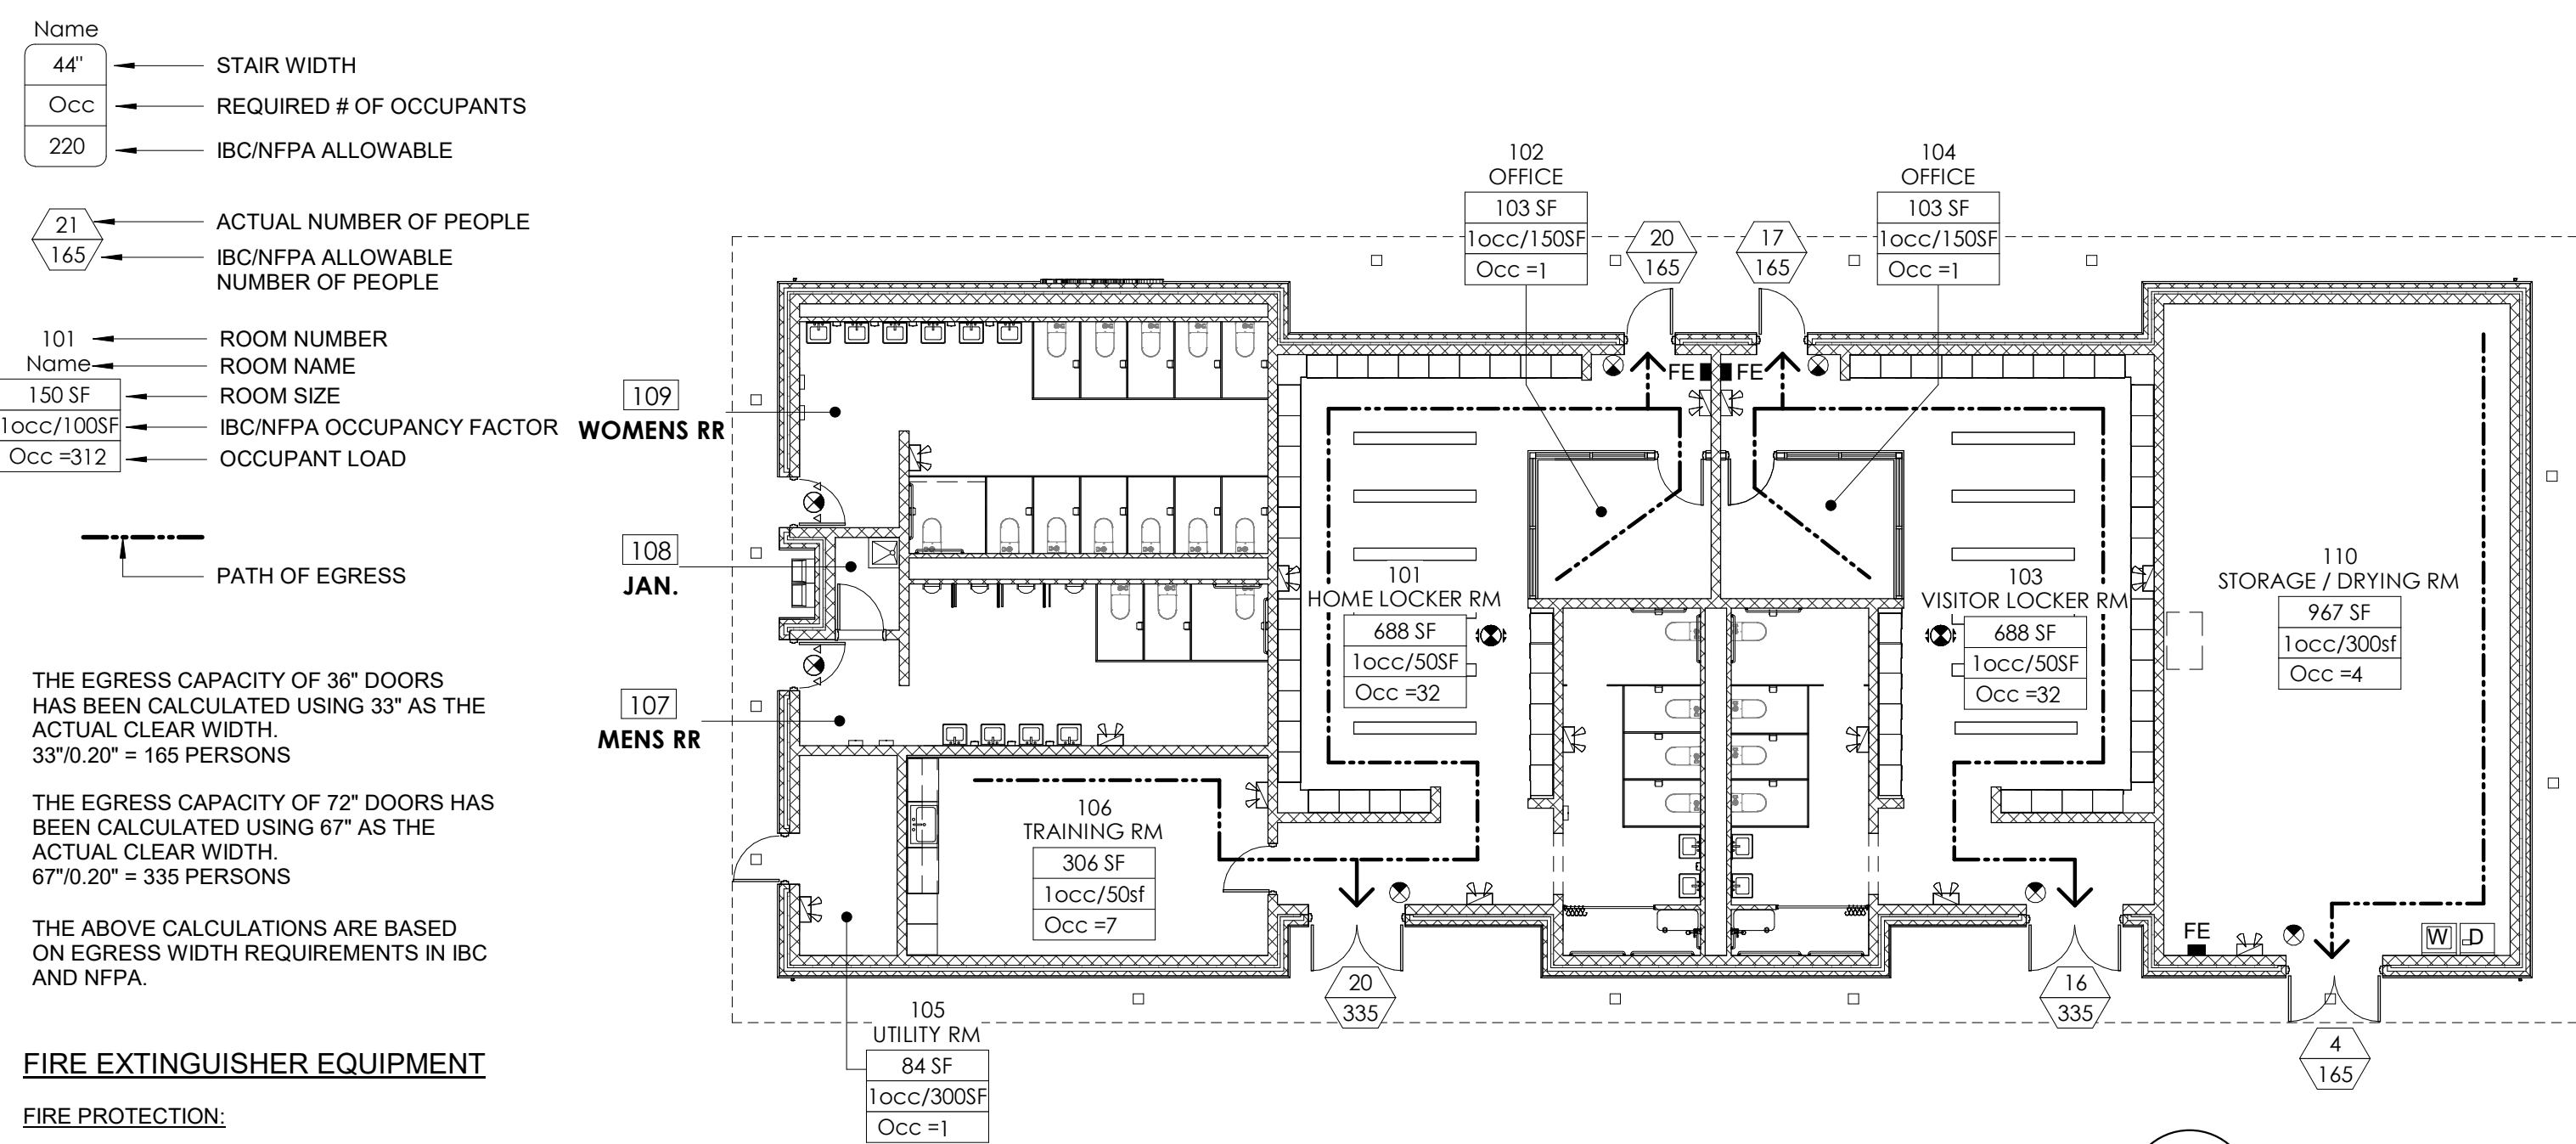 Name
44"
STAIR WIDTH
Occ
REQUIRED # OF OCCUPANTS
220
IBC/NFPA ALLOWABLE
21
ACTUAL NUMBER OF PEOPLE
165
IBC/NFPA ALLOWABLE
NUMBER OF PEOPLE
101
ROOM NUMBER
Name
ROOM NAME
150 SF
ROOM SIZE
1occ/100SF
IBC/NFPA OCCUPANCY FACTOR
Occ =312
OCCUPANT LOAD
PATH OF EGRESS
THE EGRESS CAPACITY OF 36" DOORS
HAS BEEN CALCULATED USING 33" AS THE
ACTUAL CLEAR WIDTH.
33"/0.20" = 165 PERSONS
THE EGRESS CAPACITY OF 72" DOORS HAS
BEEN CALCULATED USING 67" AS THE
ACTUAL CLEAR WIDTH.
67"/0.20" = 335 PERSONS
THE ABOVE CALCULATIONS ARE BASED
ON EGRESS WIDTH REQUIREMENTS IN IBC
AND NFPA.
FIRE EXTINGUISHER EQUIPMENT
FIRE PROTECTION:
109
WOMENS RR
108
JAN.
107
MENS RR
102
OFFICE
103 SF
1occ/150SF
Occ =1
20
165
17
165
104
OFFICE
103 SF
1occ/150SF
Occ =1
FE
FE
101
HOME LOCKER RM
688 SF
1occ/50SF
Occ =32
103
VISITOR LOCKER RM
688 SF
1occ/50SF
Occ =32
110
STORAGE / DRYING RM
967 SF
1occ/300sf
Occ =4
106
TRAINING RM
306 SF
1occ/50sf
Occ =7
FE
W
D
20
335
16
335
4
165
105
UTILITY RM
84 SF
1occ/300SF
Occ =1